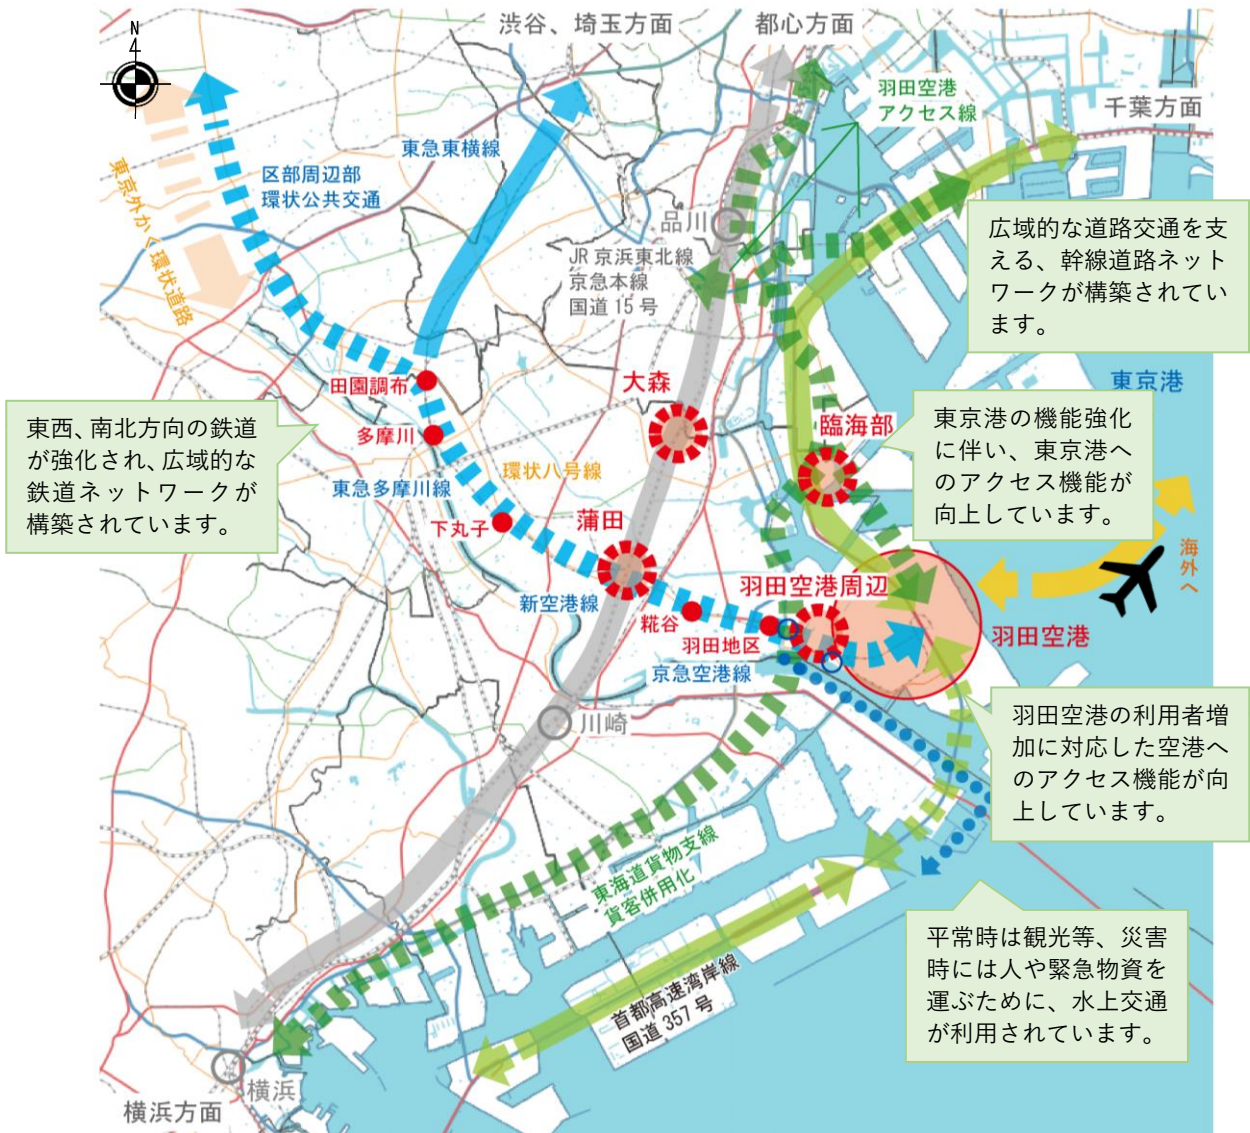 N
渋谷、埼玉方面
都心方面
羽田空港
アクセス線
千葉方面
東急東横線
区部周辺部
環状公共交通
東京外かく環状道路
品川
JR京浜東北線
京急本線
国道15号
広域的な道路交通を支
える、幹線道路ネット
ワークが構築されてい
ます。
東京港
田園調布
大森
多摩川
臨海部
東西、南北方向の鉄道
が強化され、広域的な
鉄道ネットワークが
構築されています。
東京港の機能強化
に伴い、東京港へ
のアクセス機能が
向上しています。
環状八号線
東急多摩川線
下丸子
蒲田
海外へ
羽田空港周辺
新空港線
糀谷
羽田地区
羽田空港
京急空港線
川崎
羽田空港の利用者増
加に対応した空港へ
のアクセス機能が向
上しています。
東海道貨物支線
貨客併用化
平常時は観光等、災害
時には人や緊急物資を
運ぶために、水上交通
が利用されています。
首都高速湾岸線
国道357号
横浜
横浜方面